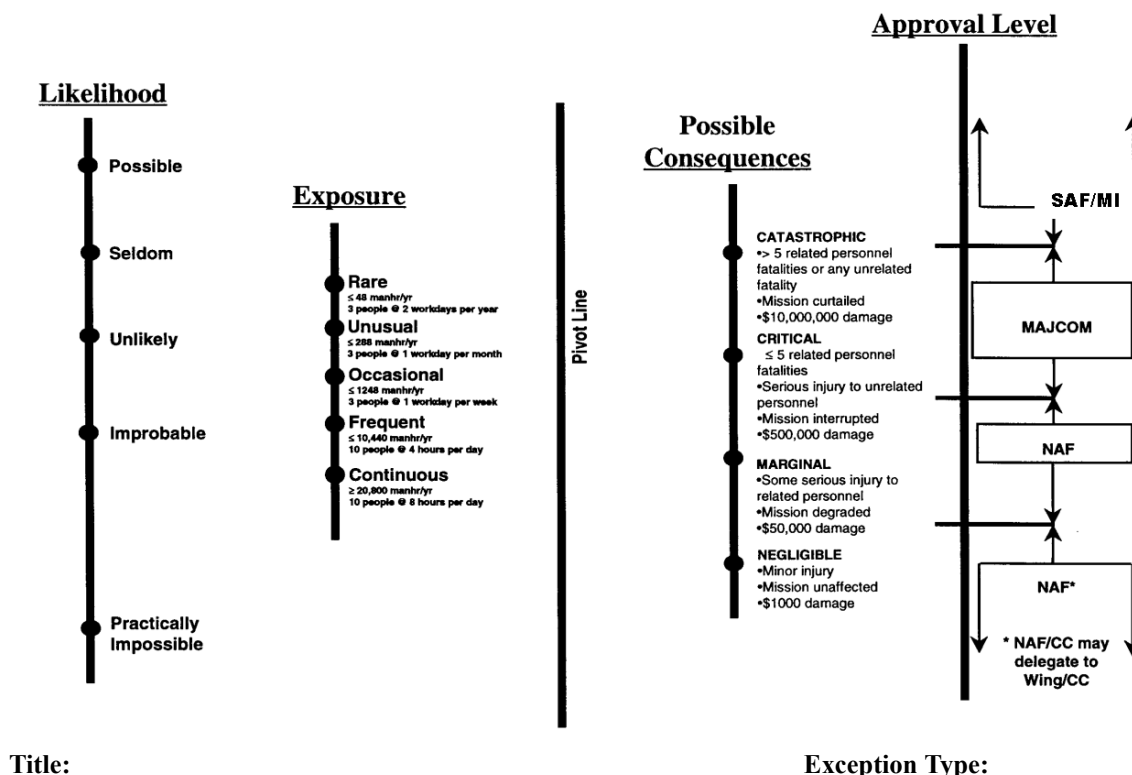 Approval Level
Likelihood
Possible
Seldom
Unlikely
Improbable
Practically
Impossible
Exposure
Rare
≤ 48 manhr/yr
3 people @ 2 workdays per year
Unusual
≤ 288 manhr/yr
3 people @ 1 workday per month
Occasional
≤ 1248 manhr/yr
3 people @ 1 workday per week
Frequent
≤ 10,440 manhr/yr
10 people @ 4 hours per day
Continuous
≥ 20,800 manhr/yr
10 people @ 8 hours per day
Pivot Line
Possible
Consequences
CATASTROPHIC
•> 5 related personnel
fatalities or any unrelated
fatality
•Mission curtailed
•$10,000,000 damage
CRITICAL
≤ 5 related personnel
fatalities
•Serious injury to unrelated
personnel
•Mission interrupted
•$500,000 damage
MARGINAL
•Some serious injury to
related personnel
•Mission degraded
•$50,000 damage
NEGLIGIBLE
•Minor injury
•Mission unaffected
•$1000 damage
SAF/MI
MAJCOM
NAF
NAF*
* NAF/CC may
delegate to
Wing/CC
Title:
Exception Type: